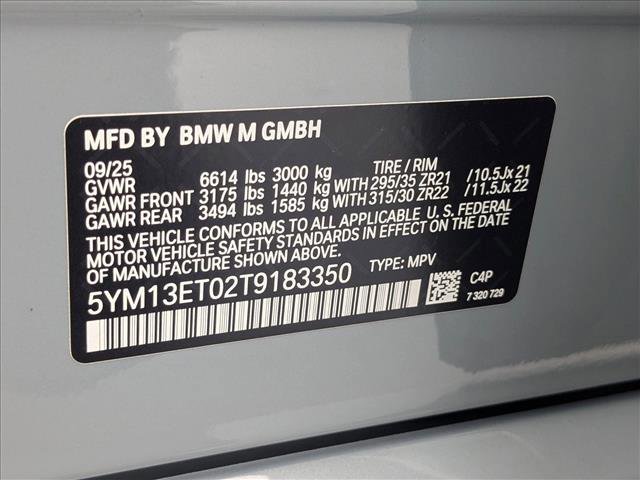 MFD BY BMW M GMBH
09/25 TIRE / RIM
GVWR 6614 lbs 3000 kg
GAWR FRONT 3175 lbs 1440 kg WITH 295/35 ZR21 /10.5Jx 21
GAWR REAR 3494 lbs 1585 kg WITH 315/30 ZR22 /11.5Jx 22
THIS VEHICLE CONFORMS TO ALL APPLICABLE U. S. FEDERAL
MOTOR VEHICLE SAFETY STANDARDS IN EFFECT ON THE DATE
OF MANUFACTURE SHOWN ABOVE.
5YM13ET02T9183350 TYPE: MPV
C4P
7 320 729